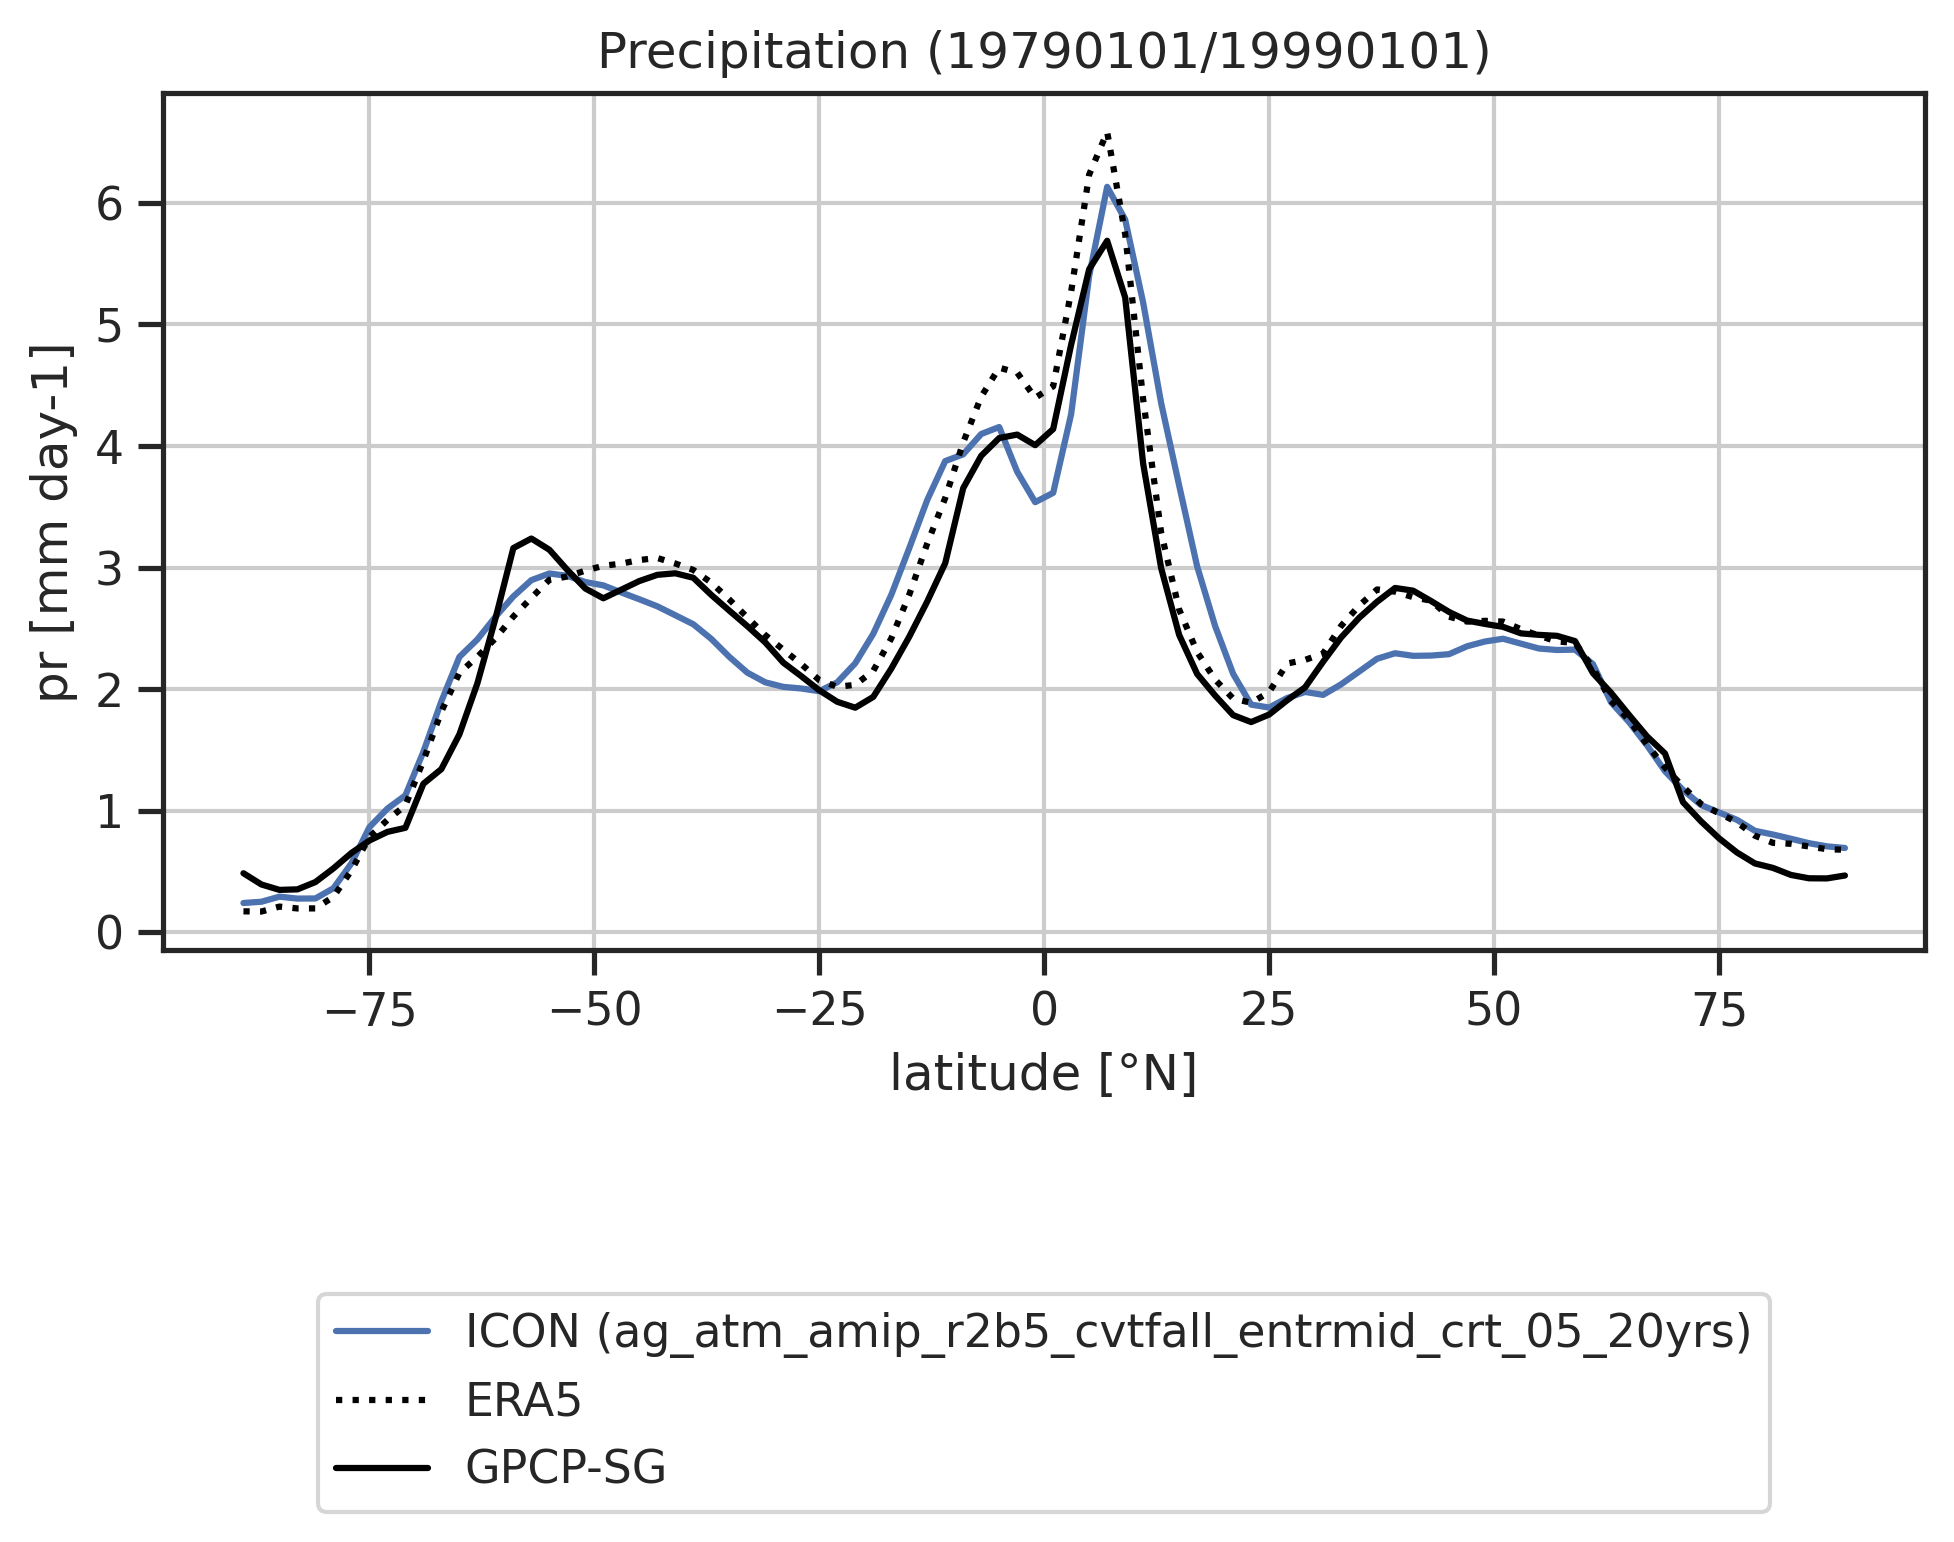 Precipitation (19790101/19990101)
pr [mm day-1]
6
5
4
3
2
1
0
−75 −50 −25 0 25 50 75
latitude [°N]
ICON (ag_atm_amip_r2b5_cvtfall_entrmid_crt_05_20yrs)
ERA5
GPCP-SG